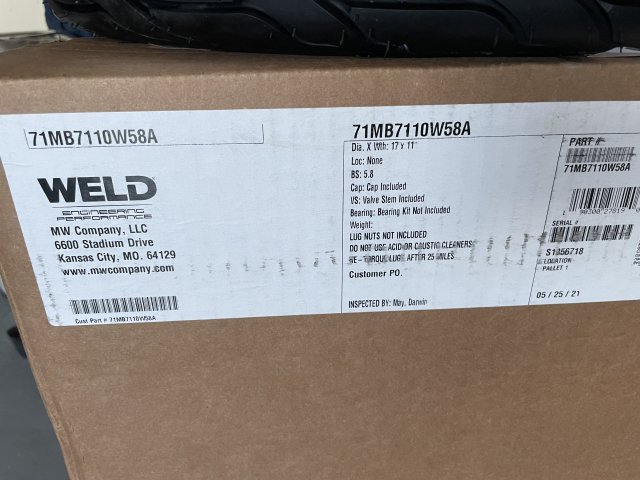 71MB7110W58A
WELD
ENGINEERING
PERFORMANCE
MW Company, LLC
6600 Stadium Drive
Kansas City, MO. 64129
www.mwcompany.com
Cust Part # 71MB7110W58A
71MB7110W58A
Dia. X Wth: 17 x 11"
Loc: None
BS: 5.8
Cap: Cap Included
VS: Valve Stem Included
Bearing: Bearing Kit Not Included
Weight:
LUG NUTS NOT INCLUDED
DO NOT USE ACID OR CAUSTIC CLEANERS
RE-TORQUE LUGS AFTER 25 MILES
Customer PO.
INSPECTED BY: May, Darwin
PART #
71MB7110W58A
SERIAL #
LOCATION
PALLET 1
05 / 25 / 21